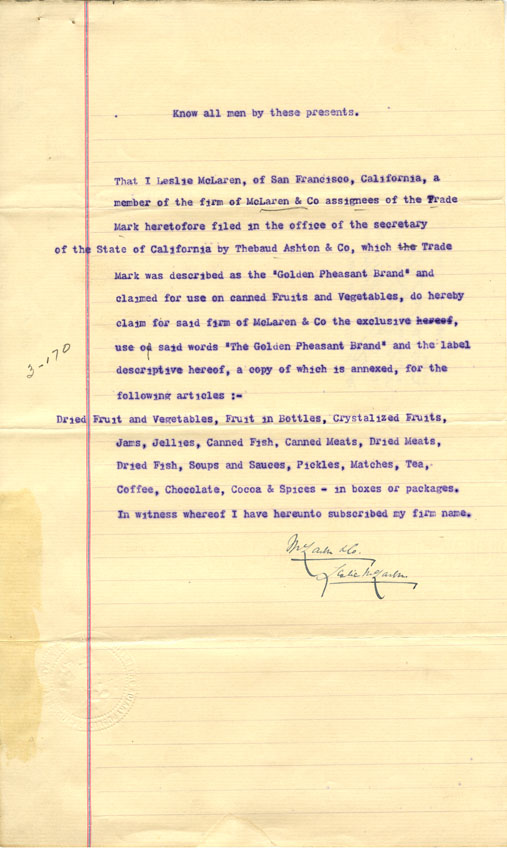 Know all men by these presents.
That I Leslie McLaren, of San Francisco, California, a
member of the firm of McLaren & Co assignees of the Trade
Mark heretofore filed in the office of the secretary
of the State of California by Thebaud Ashton & Co, which the Trade
Mark was described as the "Golden Pheasant Brand" and
claimed for use on canned Fruits and Vegetables, do hereby
claim for said firm of McLaren & Co the exclusive hereof,
use of said words "The Golden Pheasant Brand" and the label
3-170
descriptive hereof, a copy of which is annexed, for the
following articles :-
Dried Fruit and Vegetables, Fruit in Bottles, Crystalized Fruits,
Jams, Jellies, Canned Fish, Canned Meats, Dried Meats,
Dried Fish, Soups and Sauces, Pickles, Matches, Tea,
Coffee, Chocolate, Cocoa & Spices - in boxes or packages.
In witness whereof I have hereunto subscribed my firm name.
McLaren & Co.
Leslie McLaren